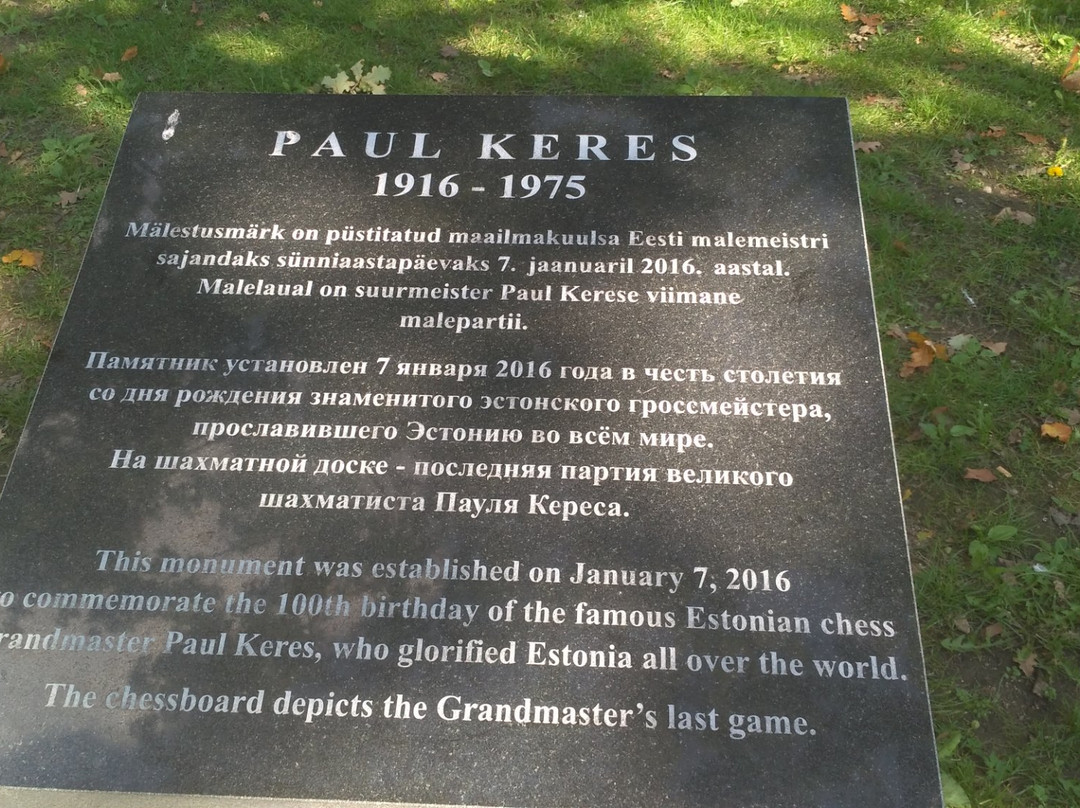 PAUL KERES
1916 - 1975
Mälestusmärk on püstitatud maailmakuulsa Eesti malemeistri
sajandaks sünniaastapäevaks 7. jaanuaril 2016. aastal.
Malelaual on suurmeister Paul Kerese viimane
malepartii.
Памятник установлен 7 января 2016 года в честь столетия
со дня рождения знаменитого эстонского гроссмейстера,
прославившего Эстонию во всём мире.
На шахматной доске - последняя партия великого
шахматиста Пауля Кереса.
This monument was established on January 7, 2016
to commemorate the 100th birthday of the famous Estonian chess
randmaster Paul Keres, who glorified Estonia all over the world.
The chessboard depicts the Grandmaster's last game.